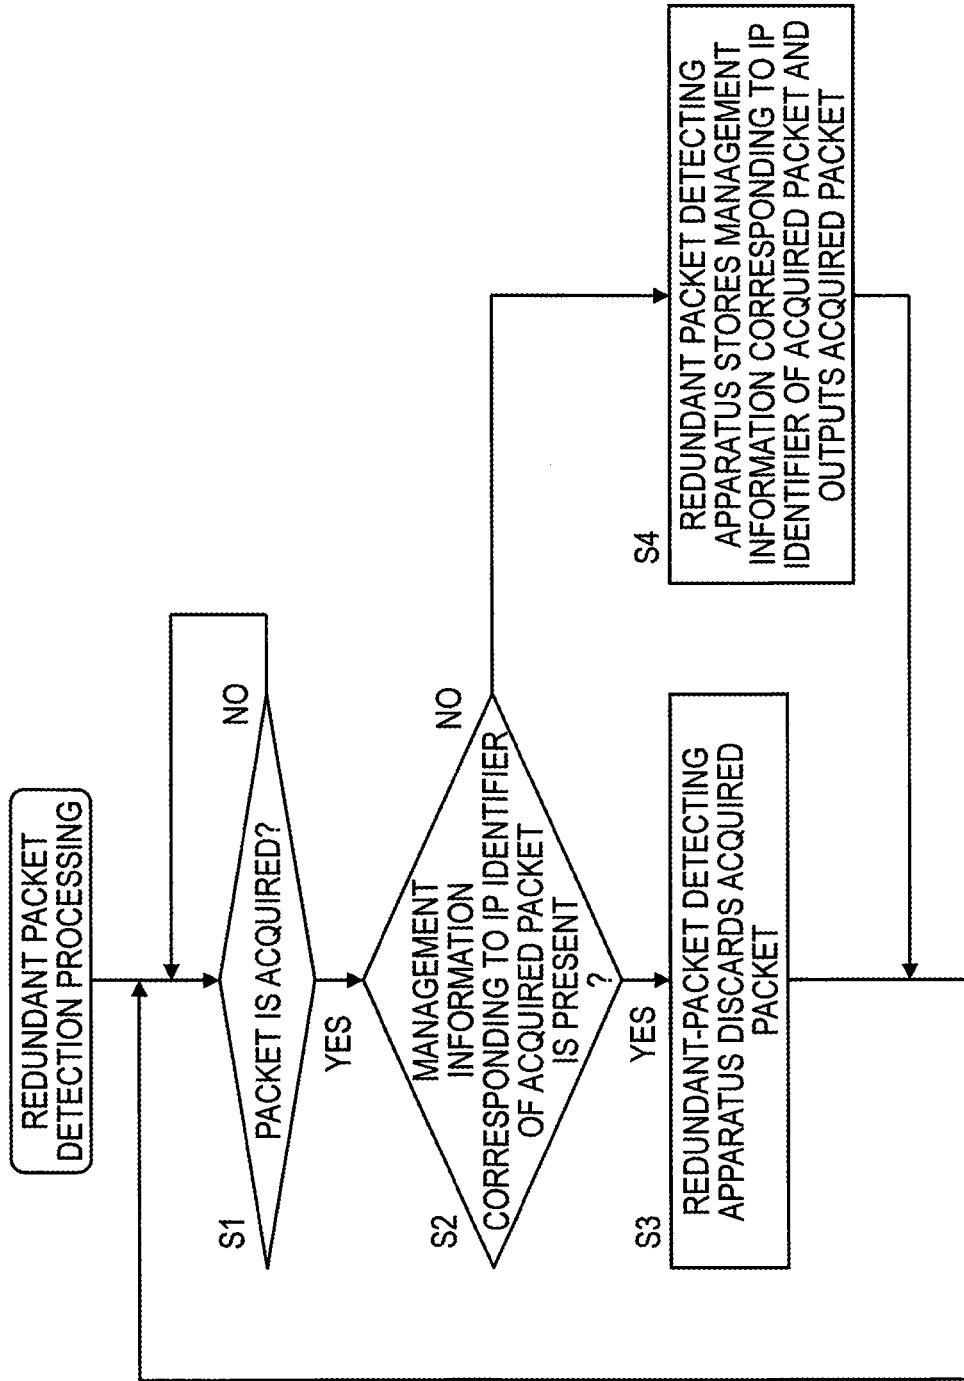 REDUNDANT PACKET
DETECTION PROCESSING
S1
PACKET IS ACQUIRED?
NO
YES
S2
MANAGEMENT
INFORMATION
CORRESPONDING TO IP IDENTIFIER
OF ACQUIRED PACKET
IS PRESENT
?
NO
YES
S3
REDUNDANT-PACKET DETECTING
APPARATUS DISCARDS ACQUIRED
PACKET
S4
REDUNDANT PACKET DETECTING
APPARATUS STORES MANAGEMENT
INFORMATION CORRESPONDING TO IP
IDENTIFIER OF ACQUIRED PACKET AND
OUTPUTS ACQUIRED PACKET